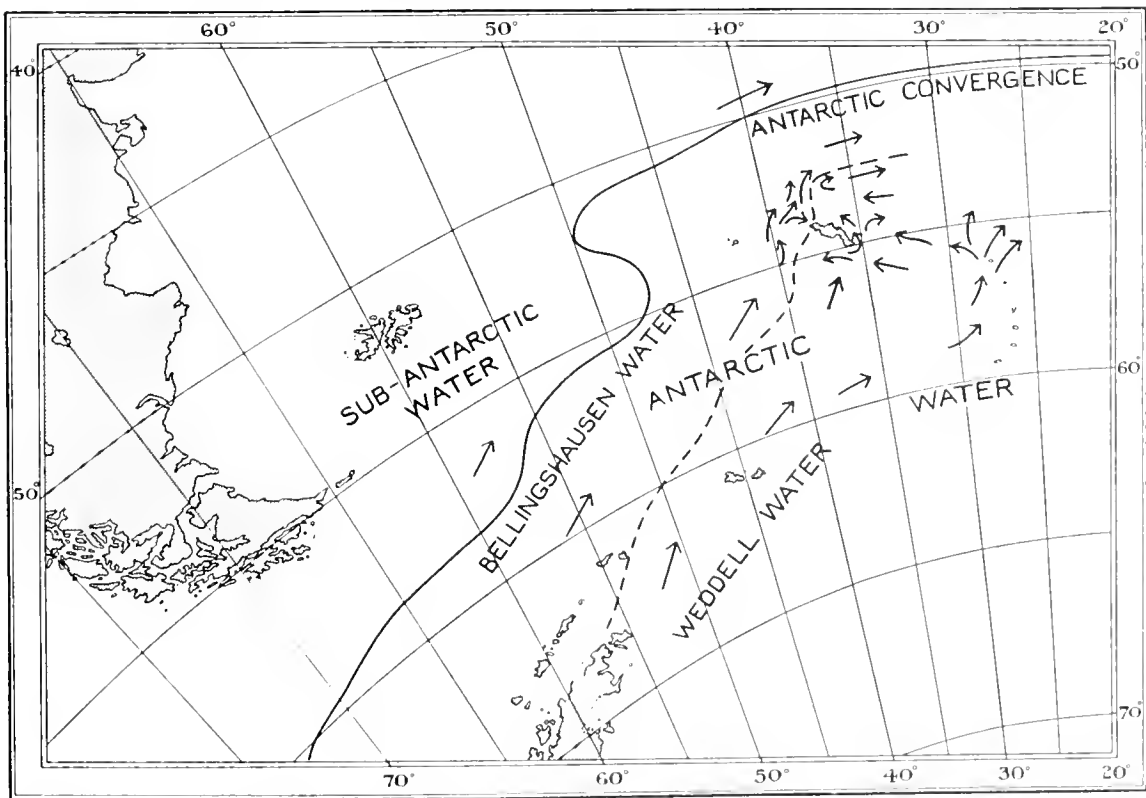 60° 50° 40° 30° 20°
40°
50°
ANTARCTIC CONVERGENCE
SUB-ANTARCTIC
WATER
BELLINGSHAUSEN WATER
ANTARCTIC
WATER
60°
50°
WEDDELL WATER
70°
70° 60° 50° 40° 30° 20°